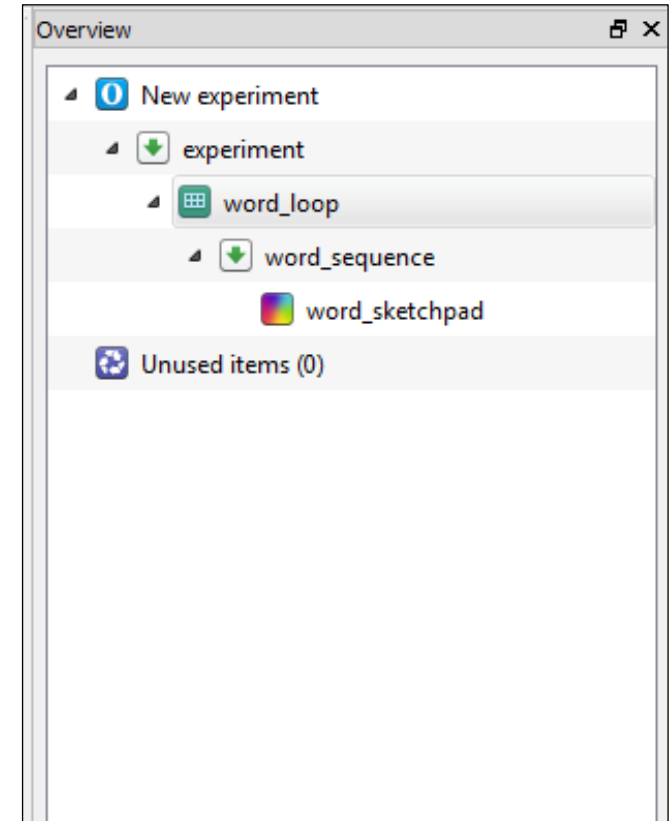 Overview
New experiment
experiment
word_loop
word_sequence
word_sketchpad
Unused items (0)